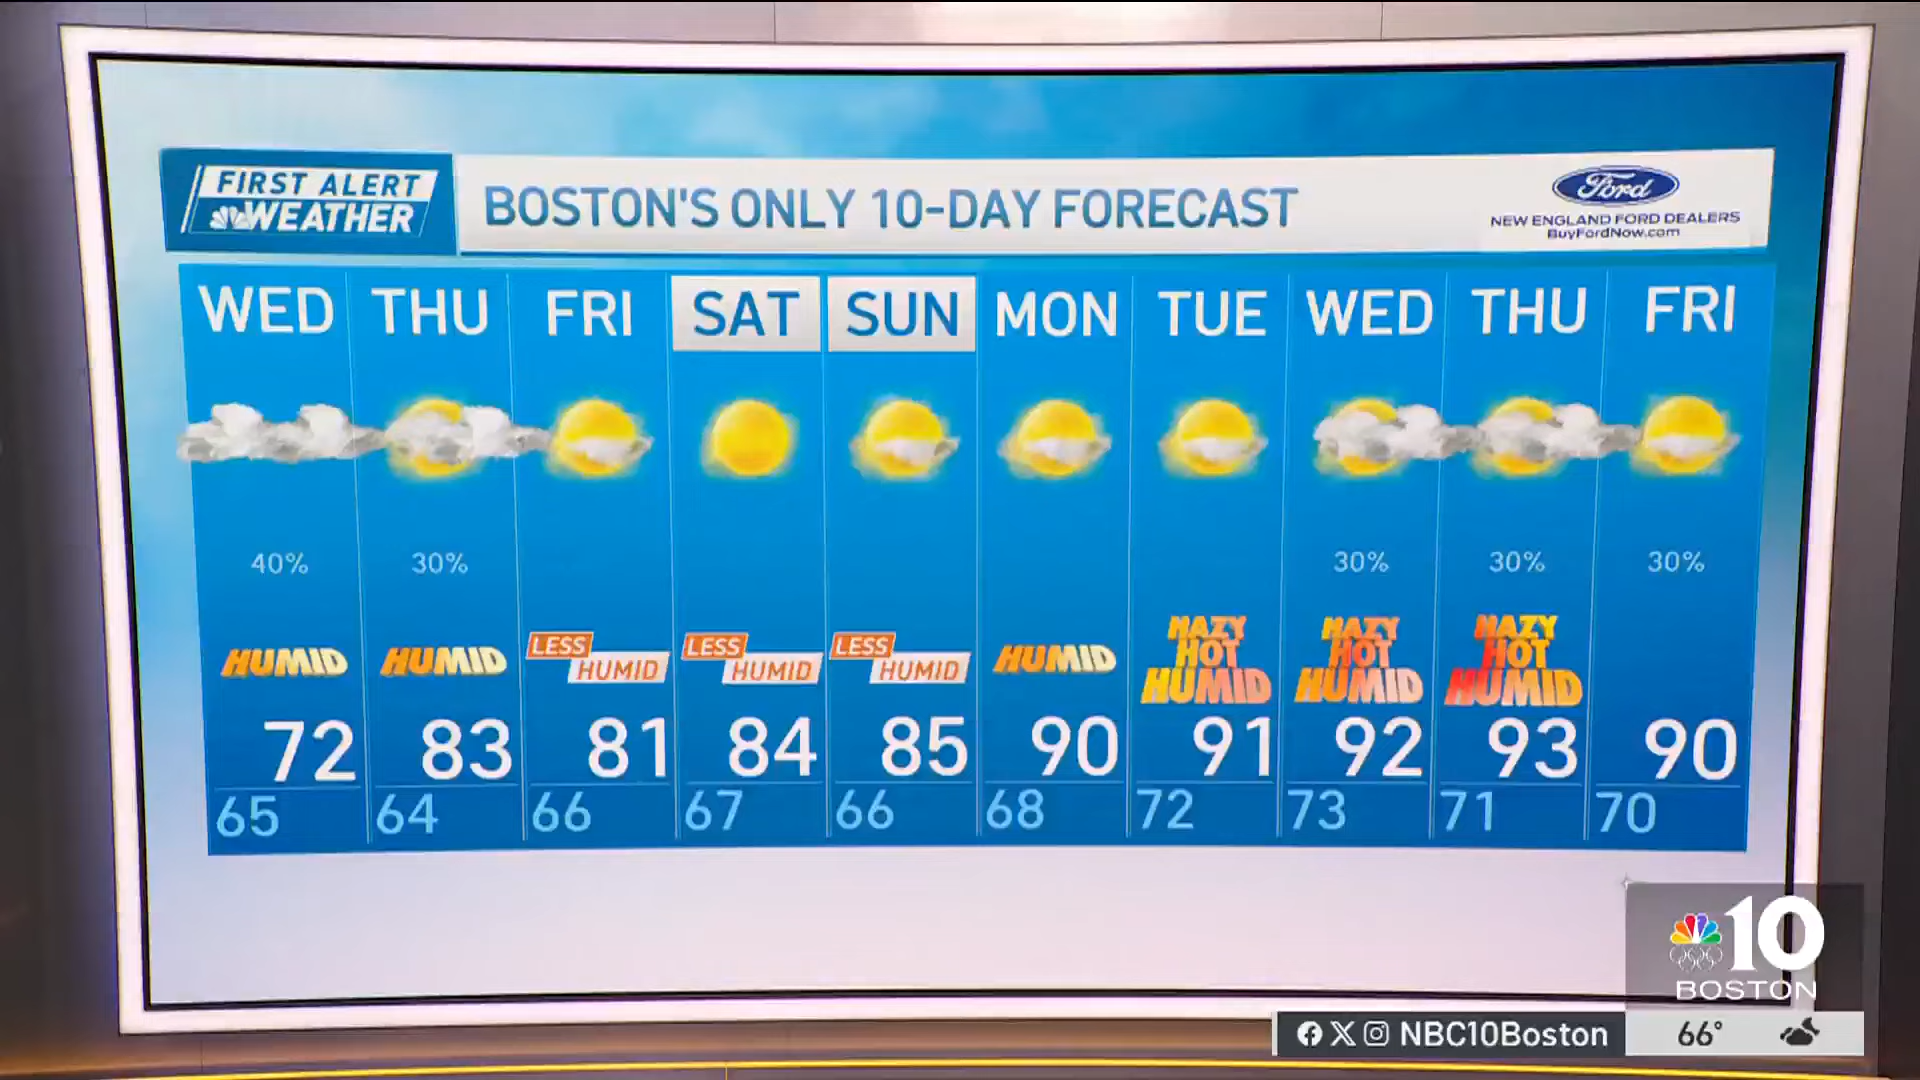 FIRST ALERT
WEATHER
BOSTON'S ONLY 10-DAY FORECAST
Ford
NEW ENGLAND FORD DEALERS
BuyFordNow.com
WED THU FRI SAT SUN MON TUE WED THU FRI
40% 30% 30% 30% 30%
HUMID HUMID LESS HUMID LESS HUMID LESS HUMID HUMID HAZY HOT HUMID HAZY HOT HUMID HAZY HOT HUMID
72 83 81 84 85 90 91 92 93 90
65 64 66 67 66 68 72 73 71 70
10
BOSTON
NBC10Boston 66°